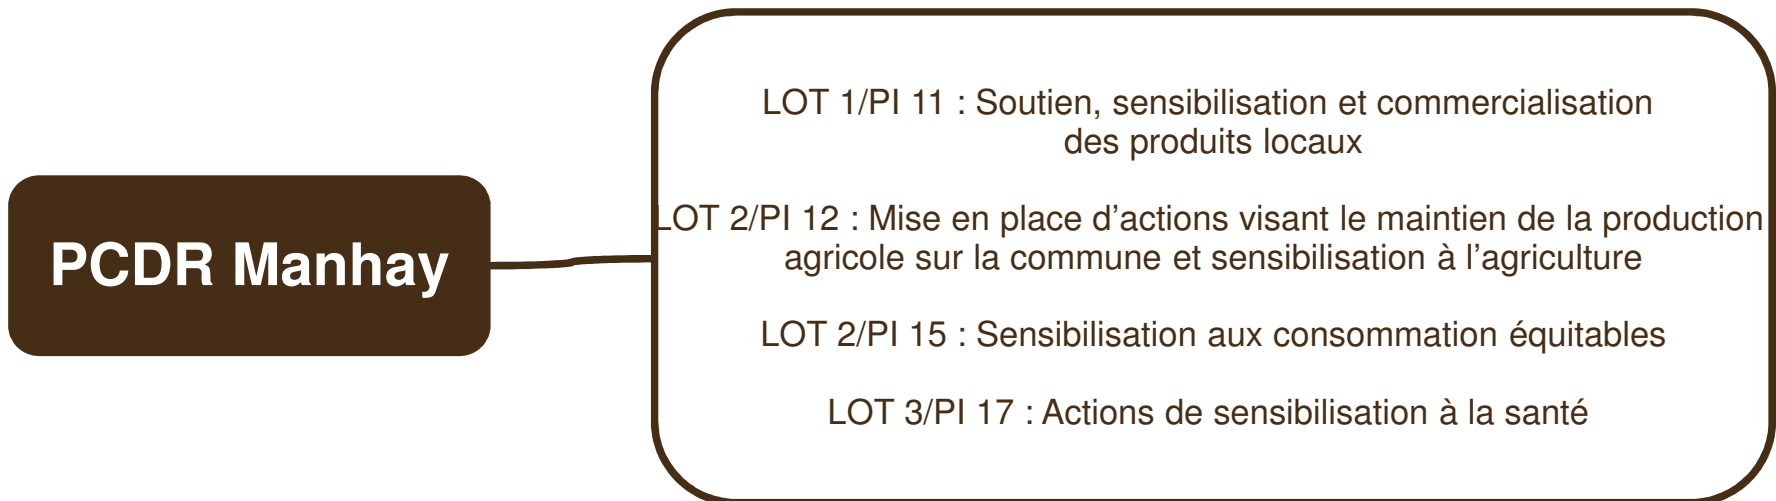 PCDR Manhay
LOT 1/PI 11 : Soutien, sensibilisation et commercialisation
des produits locaux
LOT 2/PI 12 : Mise en place d’actions visant le maintien de la production
agricole sur la commune et sensibilisation à l’agriculture
LOT 2/PI 15 : Sensibilisation aux consommation équitables
LOT 3/PI 17 : Actions de sensibilisation à la santé